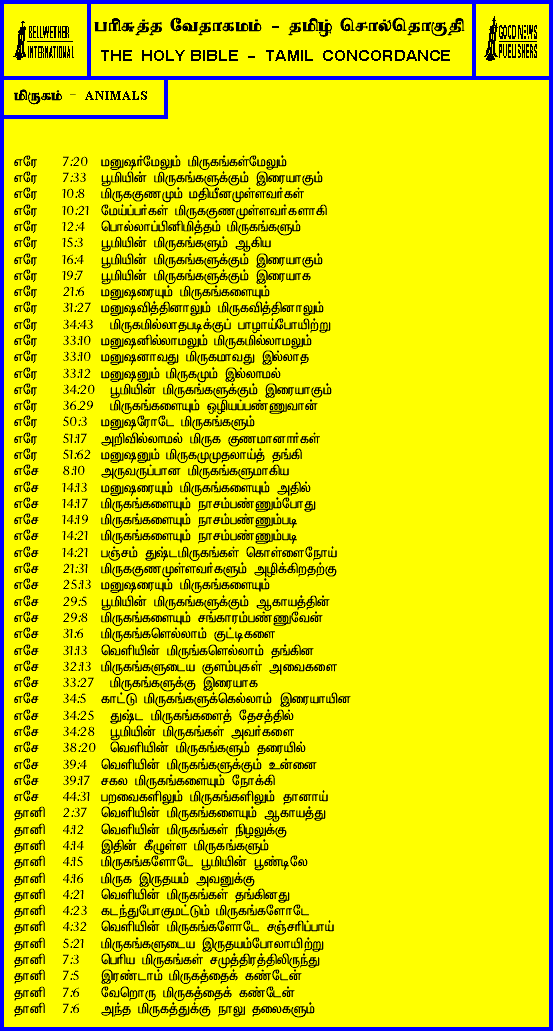 BELLWETHER
INTERNATIONAL
பரிசுத்த வேதாகமம் - தமிழ் சொல்தொகுதி
THE HOLY BIBLE - TAMIL CONCORDANCE
GOOD NEWS
PUBLISHERS
மிருகம் - ANIMALS
எரே 7:20 மனுஷர்மேலும் மிருகங்கள்மேலும்
எரே 7:33 பூமியின் மிருகங்களுக்கும் இரையாகும்
எரே 10:8 மிருககுணமும் மதியீனமுள்ளவர்கள்
எரே 10:21 மேய்ப்பர்கள் மிருககுணமுள்ளவர்களாகி
எரே 12:4 பொல்லாப்பினிமித்தம் மிருகங்களும்
எரே 15:3 பூமியின் மிருகங்களும் ஆகிய
எரே 16:4 பூமியின் மிருகங்களுக்கும் இரையாகும்
எரே 19:7 பூமியின் மிருகங்களுக்கும் இரையாக
எரே 21:6 மனுஷரையும் மிருகங்களையும்
எரே 31:27 மனுஷவித்தினாலும் மிருகவித்தினாலும்
எரே 34:43 மிருகமில்லாதபடிக்குப் பாழாய்போயிற்று
எரே 33:10 மனுஷனில்லாமலும் மிருகமில்லாமலும்
எரே 33:10 மனுஷனாவது மிருகமாவது இல்லாத
எரே 33:12 மனுஷனும் மிருகமும் இல்லாமல்
எரே 34:20 பூமியின் மிருகங்களுக்கும் இரையாகும்
எரே 36:29 மிருகங்களையும் ஒழியப்பண்ணுவான்
எரே 50:3 மனுஷரோடே மிருகங்களும்
எரே 51:17 அறிவில்லாமல் மிருக குணமானார்கள்
எரே 51:62 மனுஷனும் மிருகமுமுதலாய்த் தங்கி
எசே 8:10 அருவருப்பான மிருகங்களுமாகிய
எசே 14:13 மனுஷரையும் மிருகங்களையும் அதில்
எசே 14:17 மிருகங்களையும் நாசம்பண்ணும்போது
எசே 14:19 மிருகங்களையும் நாசம்பண்ணும்படி
எசே 14:21 மிருகங்களையும் நாசம்பண்ணும்படி
எசே 14:21 பஞ்சம் துஷ்டமிருகங்கள் கொள்ளைநோய்
எசே 21:31 மிருககுணமுள்ளவர்களும் அழிக்கிறதற்கு
எசே 25:13 மனுஷரையும் மிருகங்களையும்
எசே 29:5 பூமியின் மிருகங்களுக்கும் ஆகாயத்தின்
எசே 29:8 மிருகங்களையும் சங்காரம்பண்ணுவேன்
எசே 31:6 மிருகங்களெல்லாம் குட்டிகளை
எசே 31:13 வெளியின் மிருங்களெல்லாம் தங்கின
எசே 32:13 மிருகங்களுடைய குளம்புகள் அவைகளை
எசே 33:27 மிருகங்களுக்கு இரையாக
எசே 34:5 காட்டு மிருகங்களுக்கெல்லாம் இரையாயின
எசே 34:25 துஷ்ட மிருகங்களைத் தேசத்தில்
எசே 34:28 பூமியின் மிருகங்கள் அவர்களை
எசே 38:20 வெளியின் மிருகங்களும் தரையில்
எசே 39:4 வெளியின் மிருகங்களுக்கும் உன்னை
எசே 39:17 சகல மிருகங்களையும் நோக்கி
எசே 44:31 பறவைகளிலும் மிருகங்களிலும் தானாய்
தானி 2:37 வெளியின் மிருகங்களையும் ஆகாயத்து
தானி 4:12 வெளியின் மிருகங்கள் நிழலுக்கு
தானி 4:14 இதின் கீழுள்ள மிருகங்களும்
தானி 4:15 மிருகங்களோடே பூமியின் பூண்டிலே
தானி 4:16 மிருக இருதயம் அவனுக்கு
தானி 4:21 வெளியின் மிருகங்கள் தங்கினது
தானி 4:23 கடந்துபோகுமட்டும் மிருகங்களோடே
தானி 4:32 வெளியின் மிருகங்களோடே சஞ்சரிப்பாய்
தானி 5:21 மிருகங்களுடைய இருதயம்போலாயிற்று
தானி 7:3 பெரிய மிருகங்கள் சமுத்திரத்திலிருந்து
தானி 7:5 இரண்டாம் மிருகத்தைக் கண்டேன்
தானி 7:6 வேறொரு மிருகத்தைக் கண்டேன்
தானி 7:6 அந்த மிருகத்துக்கு நாலு தலைகளும்